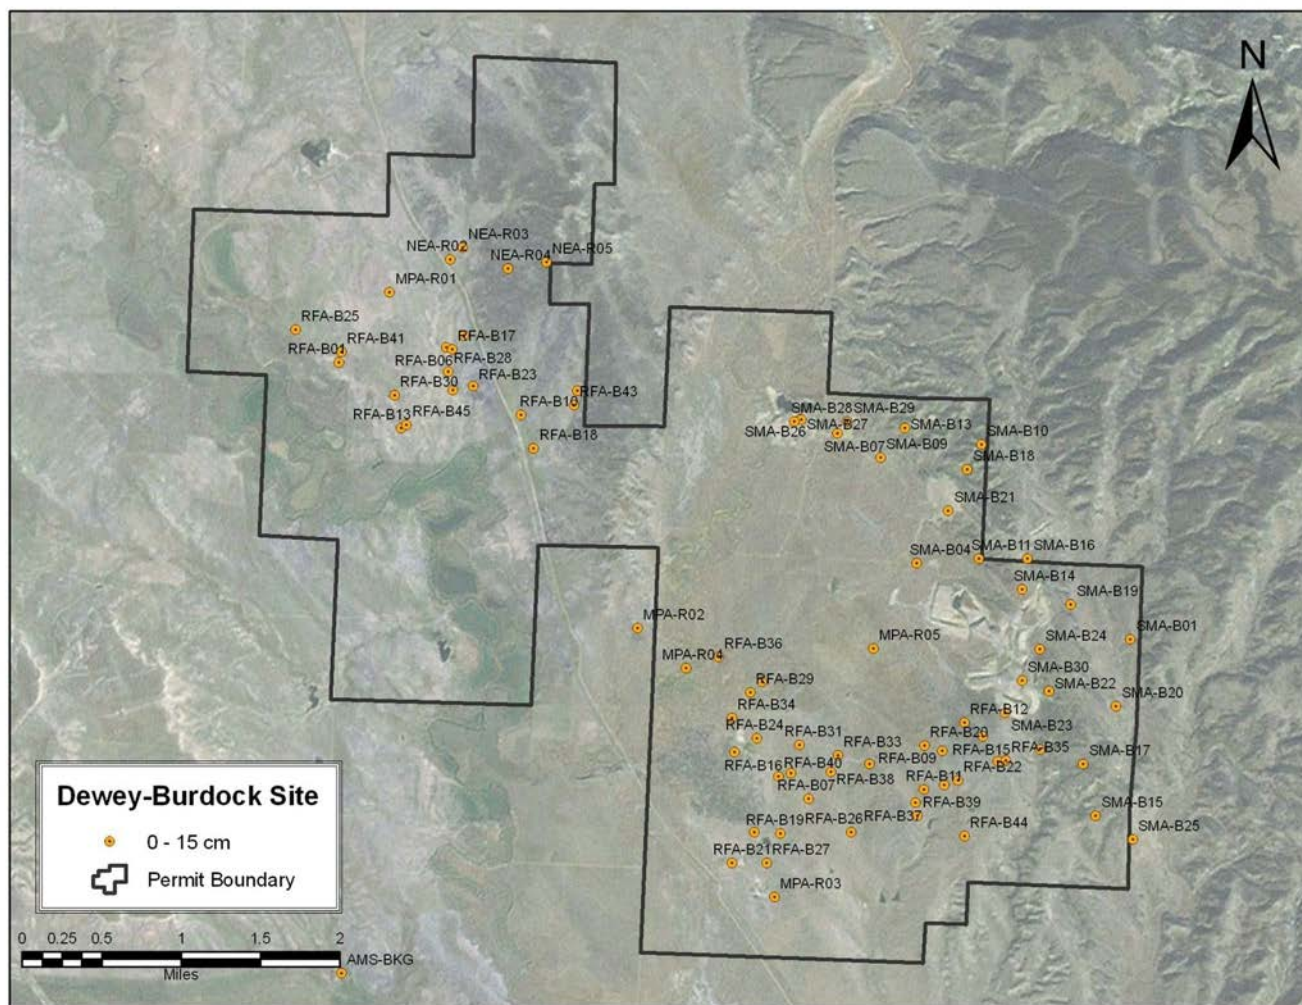 N
NEA-R03
NEA-R02
NEA-R05
NEA-R04
MPA-R01
RFA-B25
RFA-B41
RFA-B17
RFA-B01
RFA-B06
RFA-B28
RFA-B30
RFA-B23
RFA-B43
RFA-B10
RFA-B13
RFA-B45
RFA-B18
SMA-B28
SMA-B29
SMA-B26
SMA-B27
SMA-B13
SMA-B10
SMA-B07
SMA-B09
SMA-B18
SMA-B21
SMA-B04
SMA-B11
SMA-B16
SMA-B14
SMA-B19
MPA-R02
MPA-R05
SMA-B01
RFA-B36
SMA-B24
MPA-R04
SMA-B30
RFA-B29
SMA-B22
RFA-B34
RFA-B12
SMA-B20
RFA-B24
RFA-B31
RFA-B20
SMA-B23
RFA-B33
RFA-B15
RFA-B35
RFA-B16
RFA-B40
RFA-B09
RFA-B22
SMA-B17
RFA-B07
RFA-B38
RFA-B11
RFA-B39
SMA-B15
RFA-B19
RFA-B26
RFA-B37
RFA-B44
SMA-B25
RFA-B21
RFA-B27
MPA-R03
Dewey-Burdock Site
0 - 15 cm
Permit Boundary
0 0.25 0.5 1 1.5 2
Miles
AMS-BKG